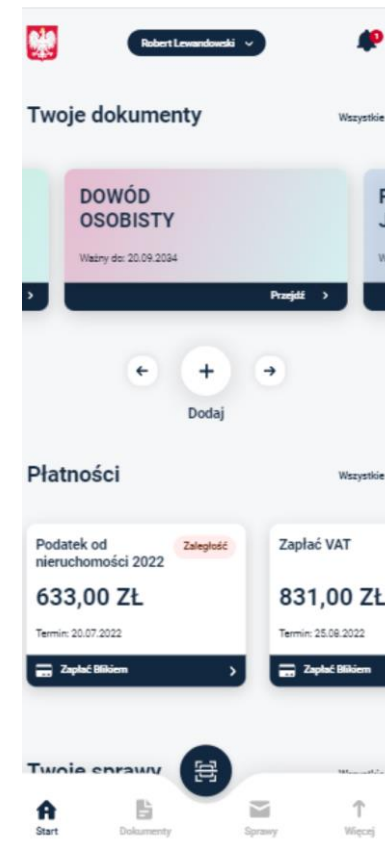 Robert Lewandowski
1
Twoje dokumenty
Wszystkie
DOWÓD
OSOBISTY
Ważny do: 20.09.2034
Przejdź
Dodaj
Płatności
Wszystkie
Podatek od
nieruchomości 2022
Zaległość
633,00 ZŁ
Termin: 20.07.2022
Zapłać Blikiem
Zapłać VAT
831,00 ZŁ
Termin: 25.08.2022
Zapłać Blikiem
Twoje sprawy
Wszystkie
Start
Dokumenty
Sprawy
Więcej